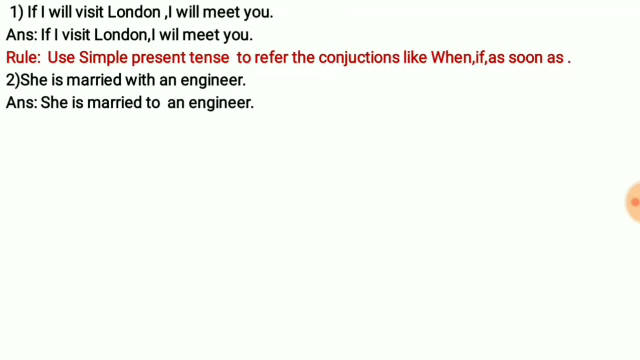 1) If I will visit London ,I will meet you.
Ans: If I visit London,I wil meet you.
Rule:  Use Simple present tense  to refer the conjuctions like When,if,as soon as .
2)She is married with an engineer.
Ans: She is married to  an engineer.